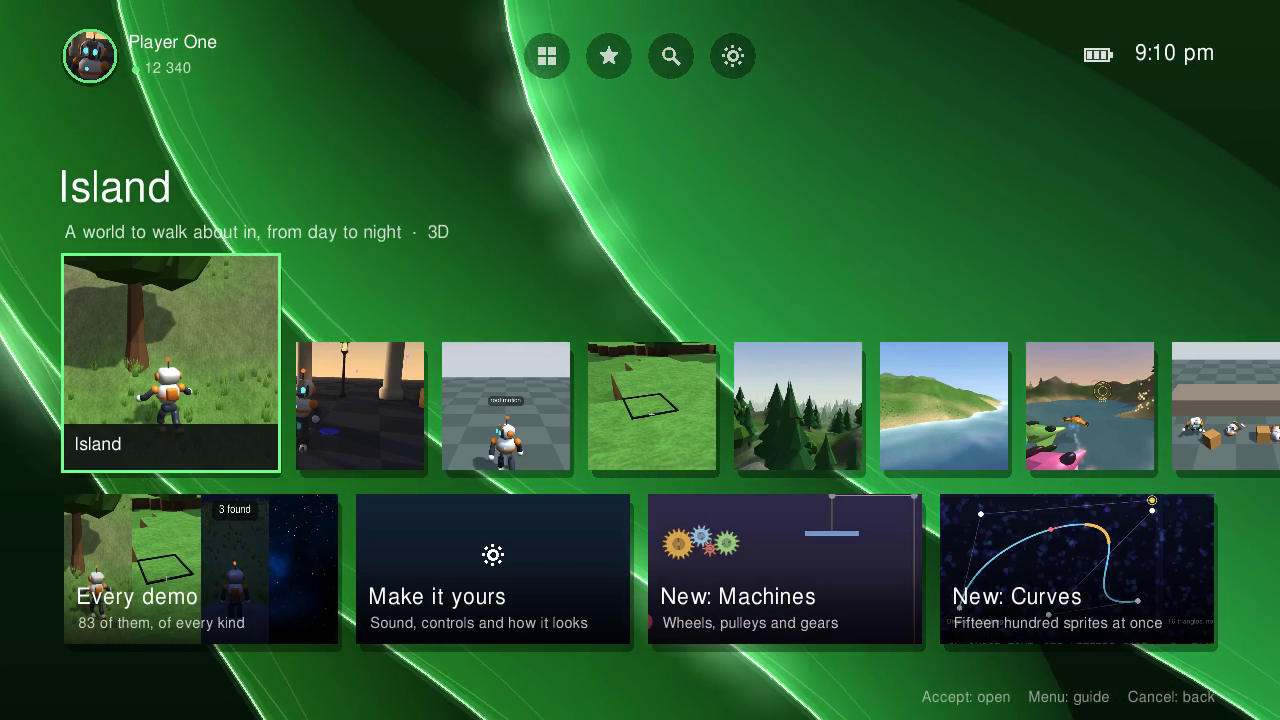 Player One
12 340
9:10 pm
Island
A world to walk about in, from day to night · 3D
Island
root motion
3 found
Every demo
83 of them, of every kind
Make it yours
Sound, controls and how it looks
New: Machines
Wheels, pulleys and gears
New: Curves
Fifteen hundred sprites at once
Accept: open Menu: guide Cancel: back